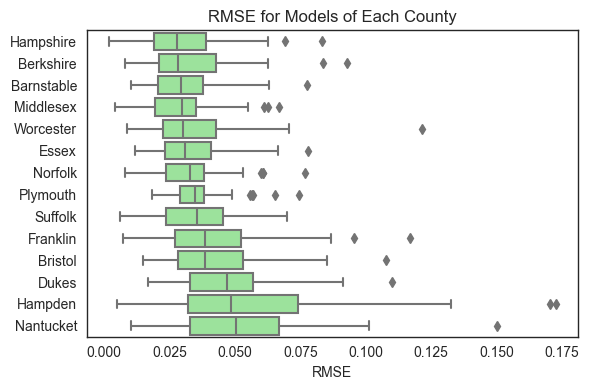 RMSE for Models of Each County
Hampshire
Berkshire
Barnstable
Middlesex
Worcester
Essex
Norfolk
Plymouth
Suffolk
Franklin
Bristol
Dukes
Hampden
Nantucket
0.000 0.025 0.050 0.075 0.100 0.125 0.150 0.175
RMSE